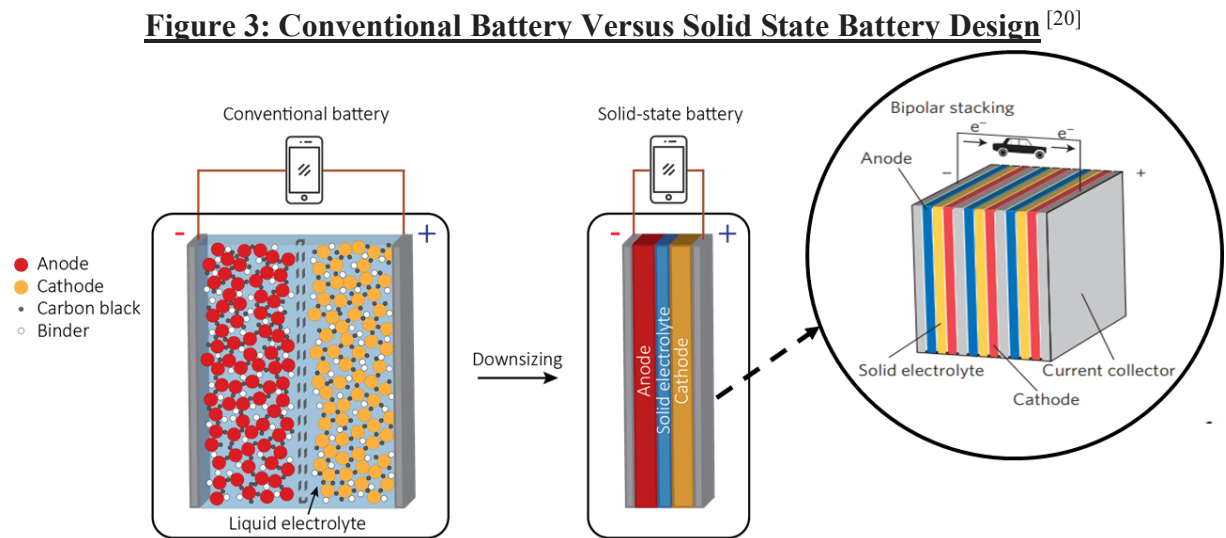 Figure 3: Conventional Battery Versus Solid State Battery Design [20]
Conventional battery
Solid-state battery
Bipolar stacking
e⁻
e⁻
Anode
−
+
-
+
-
+
Anode
Cathode
Carbon black
Binder
Downsizing
Anode
Solid electrolyte
Cathode
Solid electrolyte
Current collector
Cathode
Liquid electrolyte